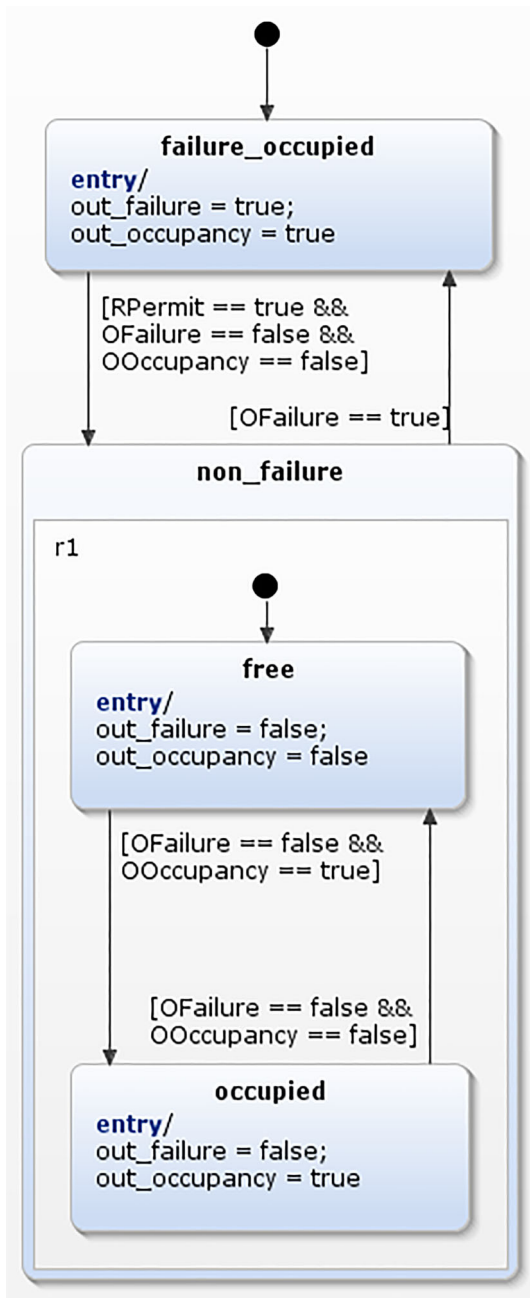 failure_occupied
entry/
out_failure = true;
out_occupancy = true
[RPermit == true &&
OFailure == false &&
OOccupancy == false]
[OFailure == true]
non_failure
r1
free
entry/
out_failure = false;
out_occupancy = false
[OFailure == false &&
OOccupancy == true]
[OFailure == false &&
OOccupancy == false]
occupied
entry/
out_failure = false;
out_occupancy = true